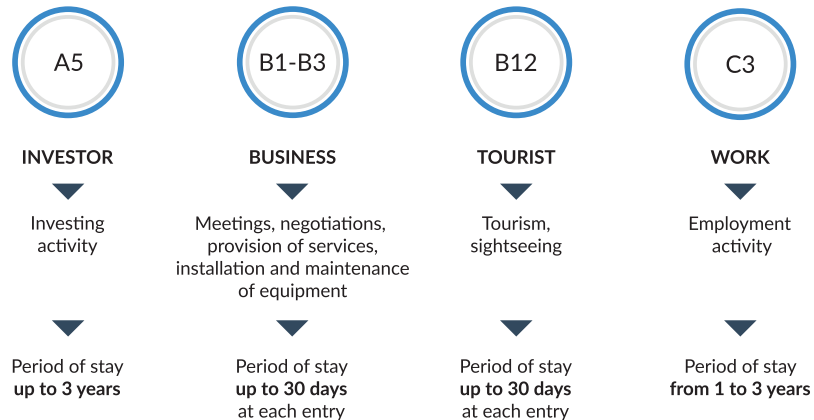 A5
B1-B3
B12
C3
INVESTOR
BUSINESS
TOURIST
WORK
Investing
activity
Meetings, negotiations,
provision of services,
installation and maintenance
of equipment
Tourism,
sightseeing
Employment
activity
Period of stay
up to 3 years
Period of stay
up to 30 days
at each entry
Period of stay
up to 30 days
at each entry
Period of stay
from 1 to 3 years